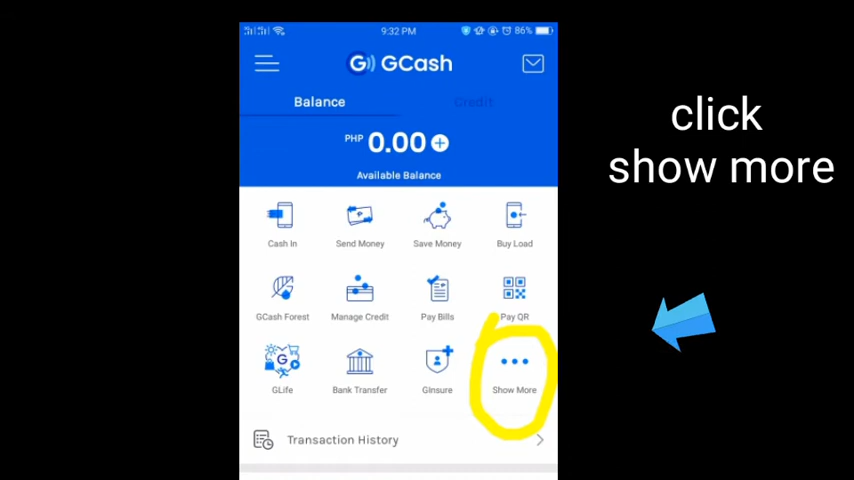 9:32 PM
86%
GCash
Balance
Credit
PHP 0.00
Available Balance
Cash In
Send Money
Save Money
Buy Load
GCash Forest
Manage Credit
Pay Bills
Pay QR
GLife
Bank Transfer
GInsure
Show More
Transaction History
click
show more